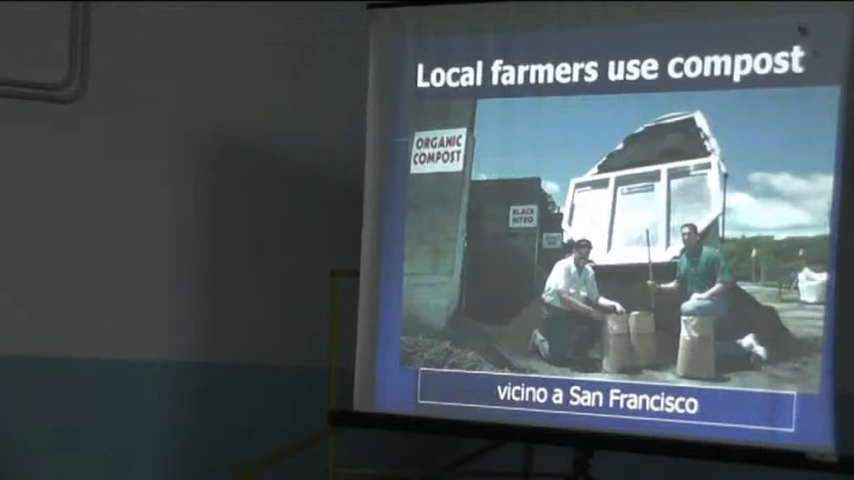 Local farmers use compost
ORGANIC
COMPOST
BLACK
NITRO
vicino a San Francisco